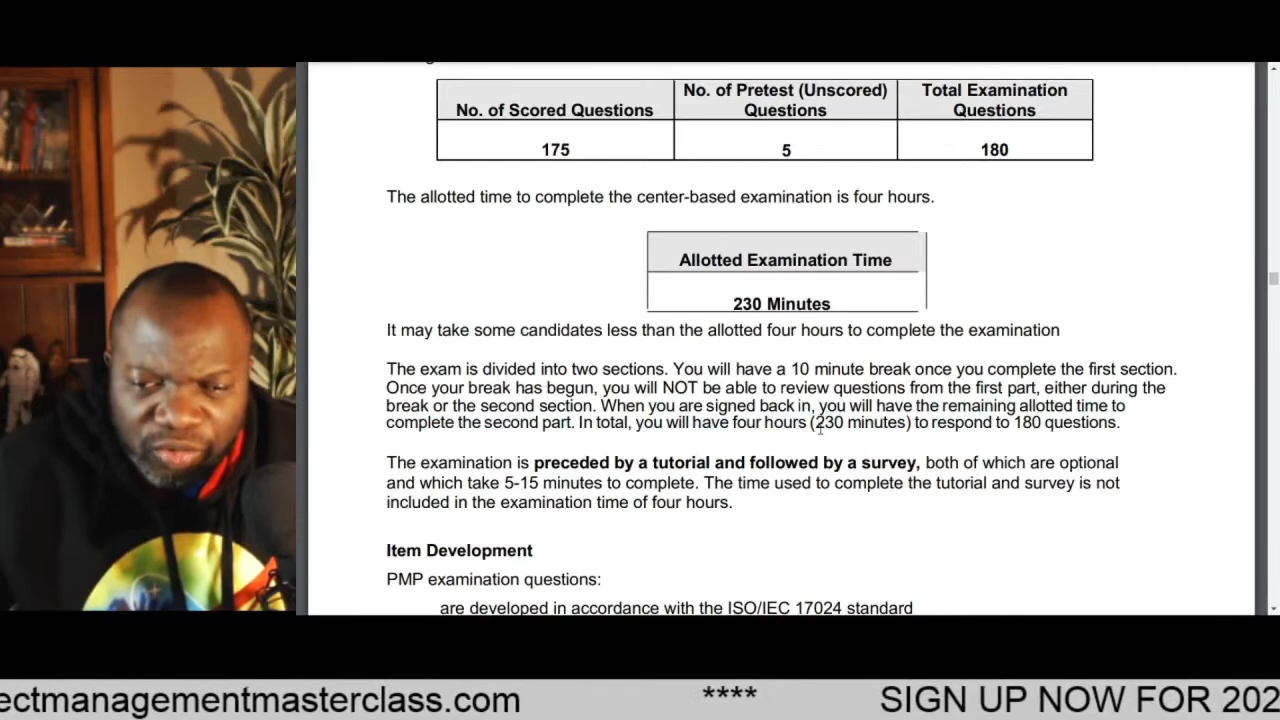 No. of Scored Questions
No. of Pretest (Unscored)
Questions
Total Examination
Questions
175
5
180
The allotted time to complete the center-based examination is four hours.
Allotted Examination Time
230 Minutes
It may take some candidates less than the allotted four hours to complete the examination
The exam is divided into two sections. You will have a 10 minute break once you complete the first section.
Once your break has begun, you will NOT be able to review questions from the first part, either during the
break or the second section. When you are signed back in, you will have the remaining allotted time to
complete the second part. In total, you will have four hours (230 minutes) to respond to 180 questions.
The examination is preceded by a tutorial and followed by a survey, both of which are optional
and which take 5-15 minutes to complete. The time used to complete the tutorial and survey is not
included in the examination time of four hours.
Item Development
PMP examination questions:
are developed in accordance with the ISO/IEC 17024 standard
ectmanagementmasterclass.com **** SIGN UP NOW FOR 202